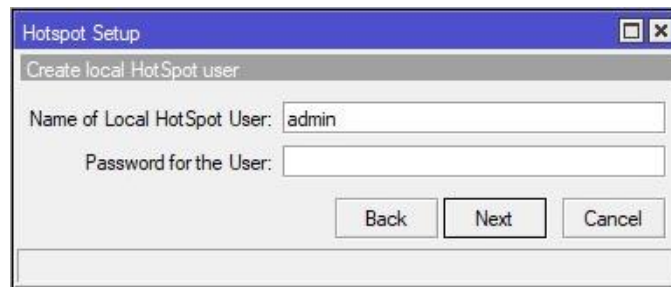 Hotspot Setup
Create local HotSpot user
Name of Local HotSpot User: admin
Password for the User:
Back Next Cancel